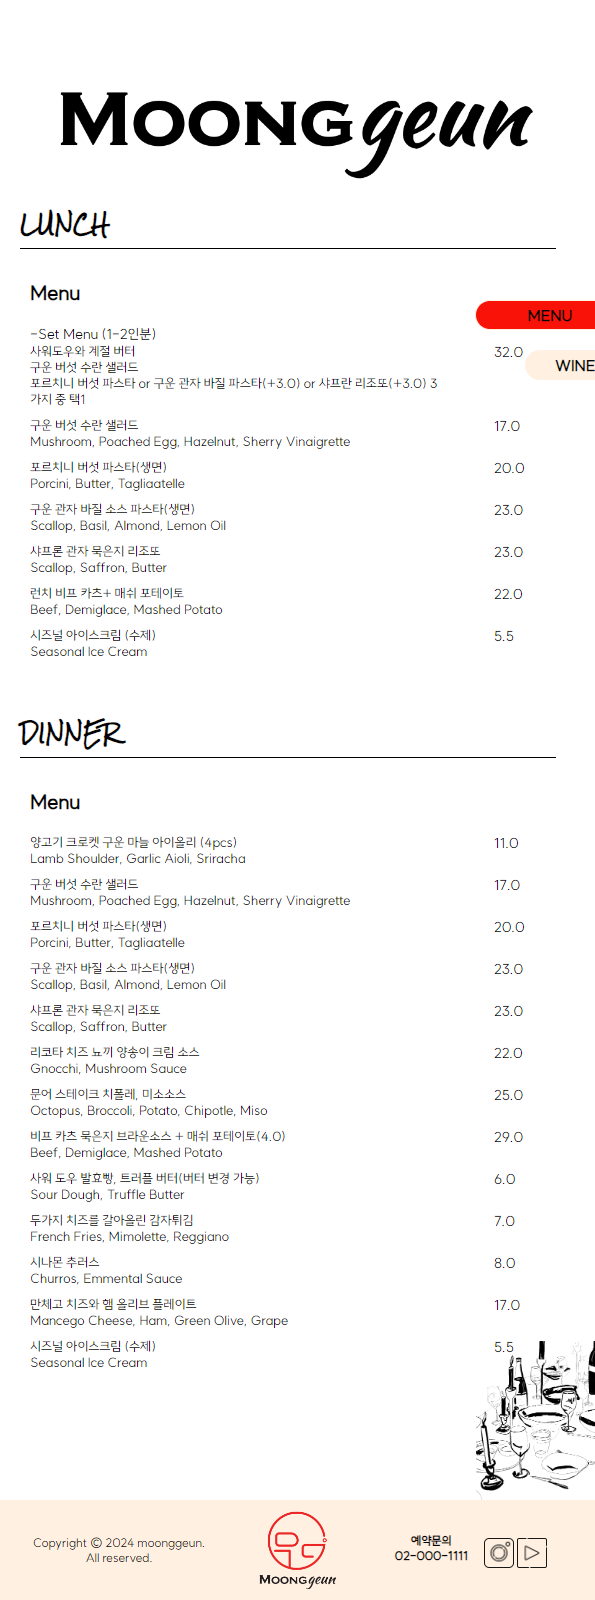 MOONGgeun
LUNCH
Menu
MENU
-Set Menu (1-2인분)
사워도우와 계절 버터
32.0
구운 버섯 수란 샐러드
WINE
포르치니 버섯 파스타 or 구운 관자 바질 파스타(+3.0) or 샤프란 리조또(+3.0) 3
가지 중 택1
구운 버섯 수란 샐러드
17.0
Mushroom, Poached Egg, Hazelnut, Sherry Vinaigrette
포르치니 버섯 파스타(생면)
20.0
Porcini, Butter, Tagliaatelle
구운 관자 바질 소스 파스타(생면)
23.0
Scallop, Basil, Almond, Lemon Oil
샤프론 관자 묵은지 리조또
23.0
Scallop, Saffron, Butter
런치 비프 카츠+ 매쉬 포테이토
22.0
Beef, Demiglace, Mashed Potato
시즈널 아이스크림 (수제)
5.5
Seasonal Ice Cream
DINNER
Menu
양고기 크로켓 구운 마늘 아이올리 (4pcs)
11.0
Lamb Shoulder, Garlic Aioli, Sriracha
구운 버섯 수란 샐러드
17.0
Mushroom, Poached Egg, Hazelnut, Sherry Vinaigrette
포르치니 버섯 파스타(생면)
20.0
Porcini, Butter, Tagliaatelle
구운 관자 바질 소스 파스타(생면)
23.0
Scallop, Basil, Almond, Lemon Oil
샤프론 관자 묵은지 리조또
23.0
Scallop, Saffron, Butter
리코타 치즈 뇨끼 양송이 크림 소스
22.0
Gnocchi, Mushroom Sauce
문어 스테이크 치폴레, 미소소스
25.0
Octopus, Broccoli, Potato, Chipotle, Miso
비프 카츠 묵은지 브라운소스 + 매쉬 포테이토(4.0)
29.0
Beef, Demiglace, Mashed Potato
사워 도우 발효빵, 트러플 버터(버터 변경 가능)
6.0
Sour Dough, Truffle Butter
두가지 치즈를 갈아올린 감자튀김
7.0
French Fries, Mimolette, Reggiano
시나몬 추러스
8.0
Churros, Emmental Sauce
만체고 치즈와 햄 올리브 플레이트
17.0
Mancego Cheese, Ham, Green Olive, Grape
시즈널 아이스크림 (수제)
5.5
Seasonal Ice Cream
Copyright © 2024 moonggeun.
All reserved.
MOONGgeun
예약문의
02-000-1111